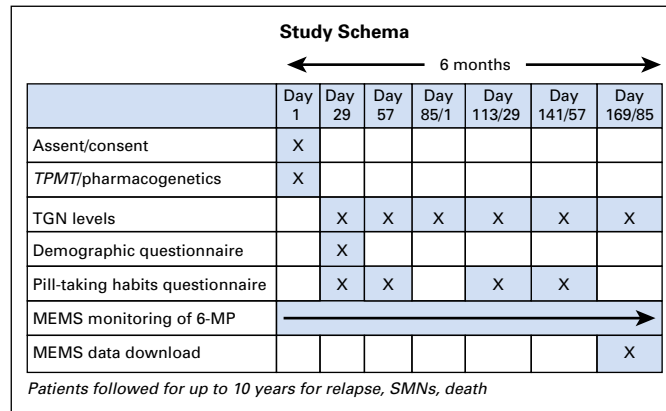 Study Schema
6 months
Day 1 Day 29 Day 57 Day 85/1 Day 113/29 Day 141/57 Day 169/85
Assent/consent X
TPMT/pharmacogenetics X
TGN levels X X X X X X
Demographic questionnaire X
Pill-taking habits questionnaire X X X X
MEMS monitoring of 6-MP
MEMS data download X
Patients followed for up to 10 years for relapse, SMNs, death